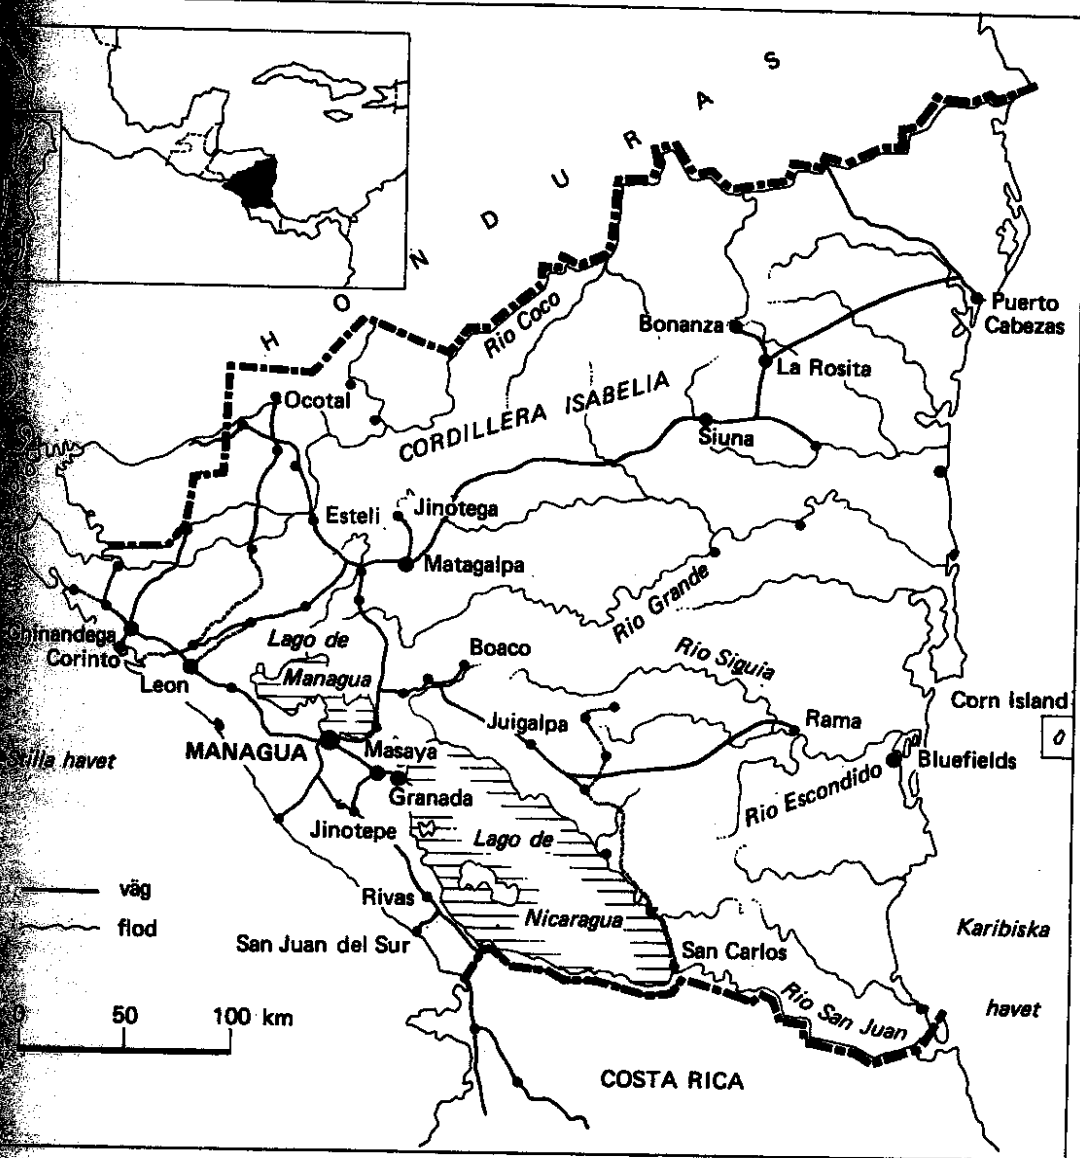 HONDURAS
Rio Coco
Puerto
Cabezas
Bonanza
La Rosita
Ocotal
CORDILLERA ISABELIA
Siuna
Esteli
Jinotega
Matagalpa
Rio Grande
Chinandega
Corinto
Leon
Lago de
Managua
Boaco
Rio Siguia
Corn Island
Juigalpa
Rama
MANAGUA
Masaya
Stilla havet
Bluefields
Granada
Rio Escondido
Jinotepe
Lago de
Nicaragua
väg
Rivas
flod
San Juan del Sur
San Carlos
Karibiska
havet
Rio San Juan
0 50 100 km
COSTA RICA